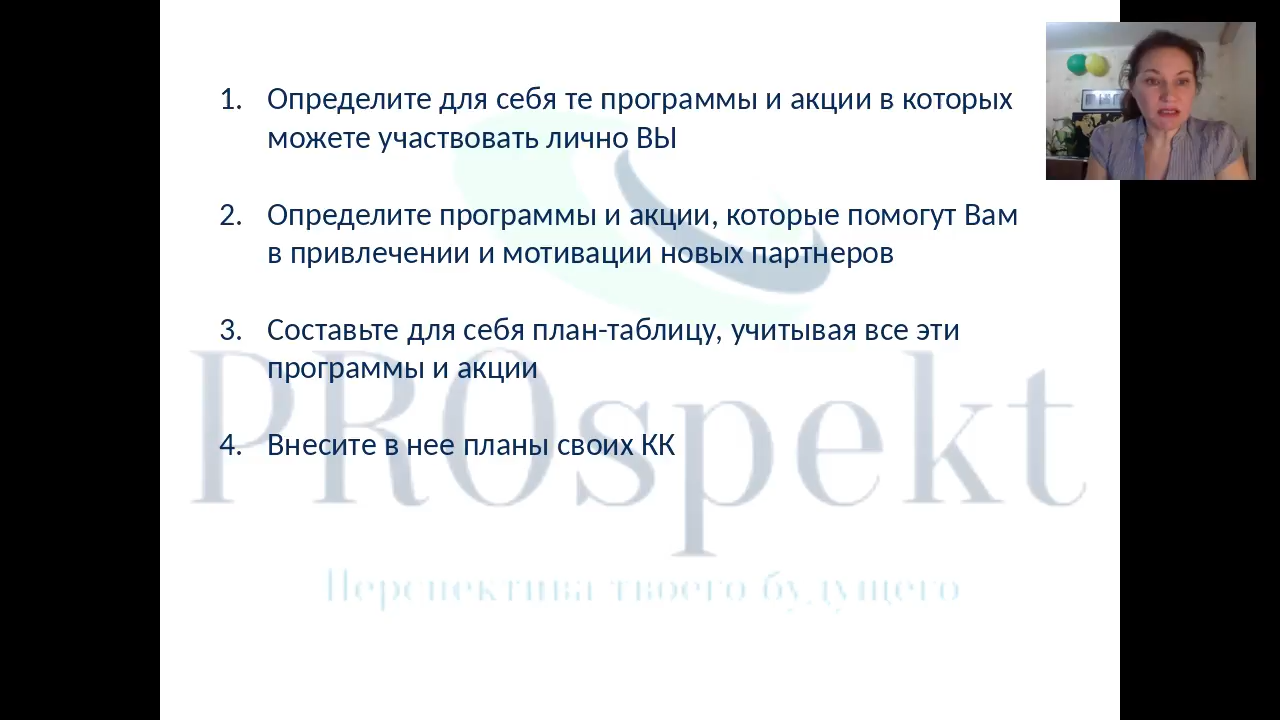 1. Определите для себя те программы и акции в которых
можете участвовать лично ВЫ
2. Определите программы и акции, которые помогут Вам
в привлечении и мотивации новых партнеров
3. Составьте для себя план-таблицу, учитывая все эти
программы и акции
4. Внесите в нее планы своих КК
PROspekt
Перспектива твоего будущего